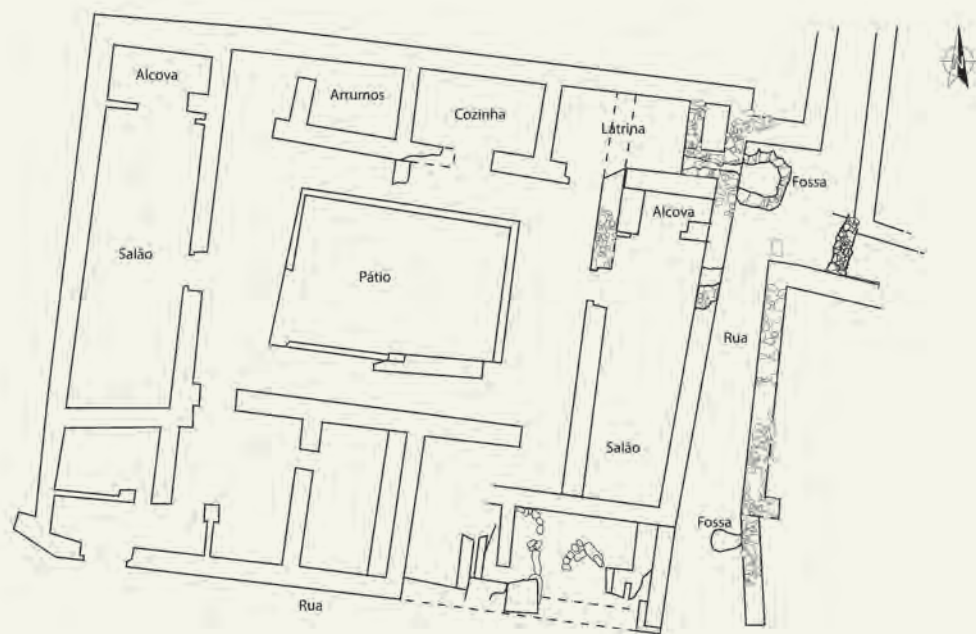 Alcova
Arrumos
Cozinha
Latrina
Fossa
Alcova
Salão
Pátio
Rua
Salão
Fossa
Rua